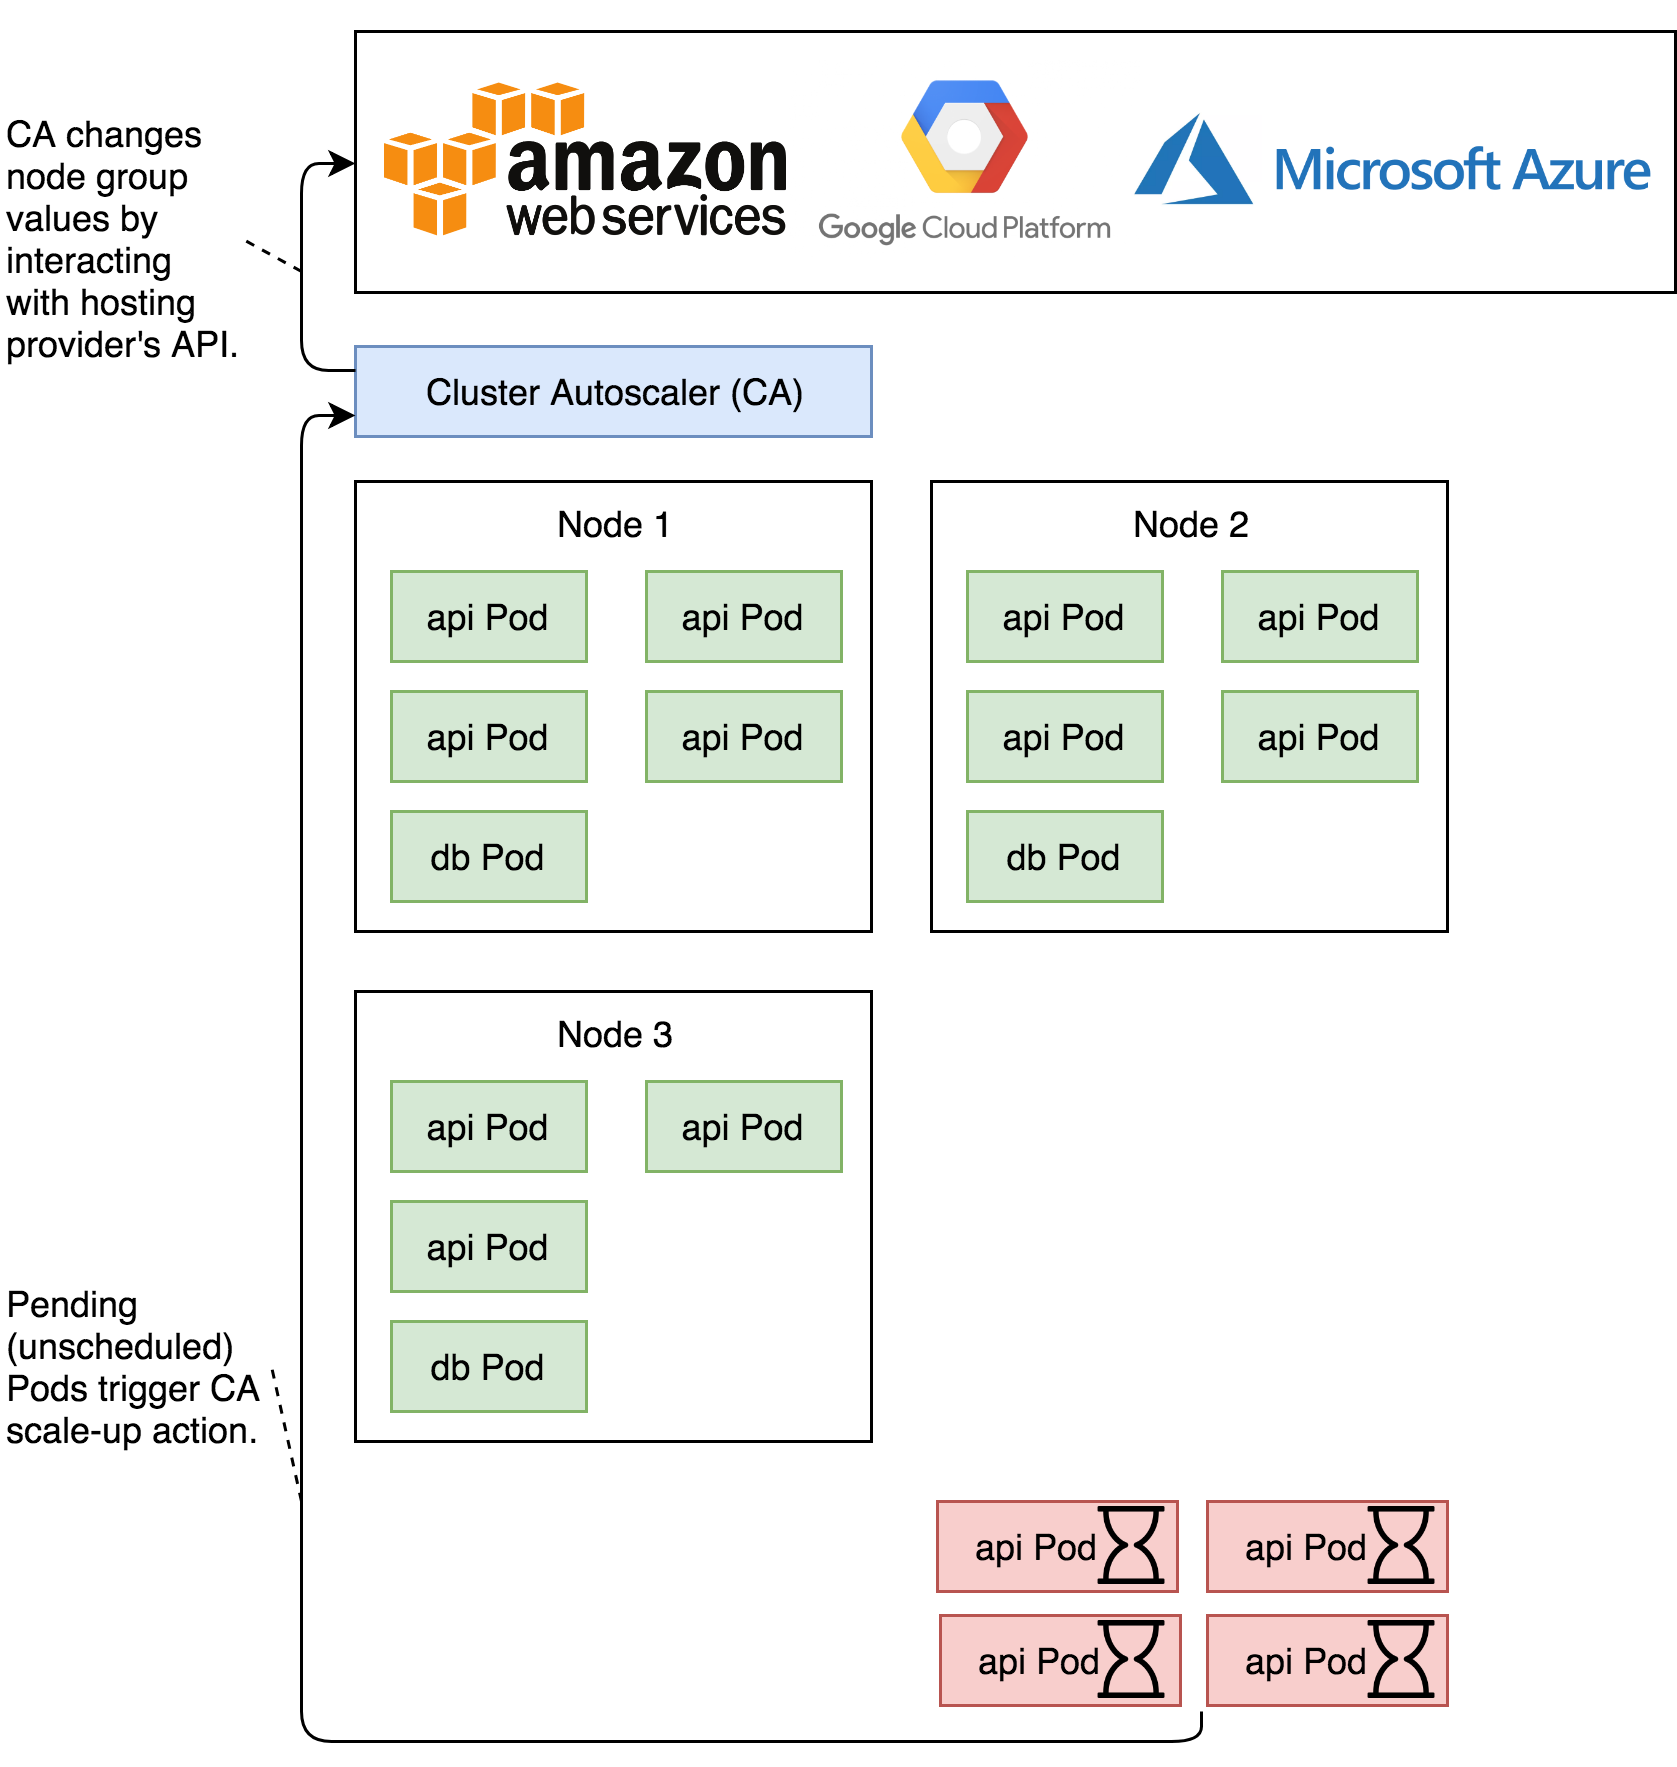 CA changes
node group
values by
interacting
with hosting
provider's API.
amazon
web services
Google Cloud Platform
Microsoft Azure
Cluster Autoscaler (CA)
Node 1
api Pod
api Pod
api Pod
api Pod
db Pod
Node 2
api Pod
api Pod
api Pod
api Pod
db Pod
Node 3
api Pod
api Pod
api Pod
db Pod
Pending
(unscheduled)
Pods trigger CA
scale-up action.
api Pod
api Pod
api Pod
api Pod